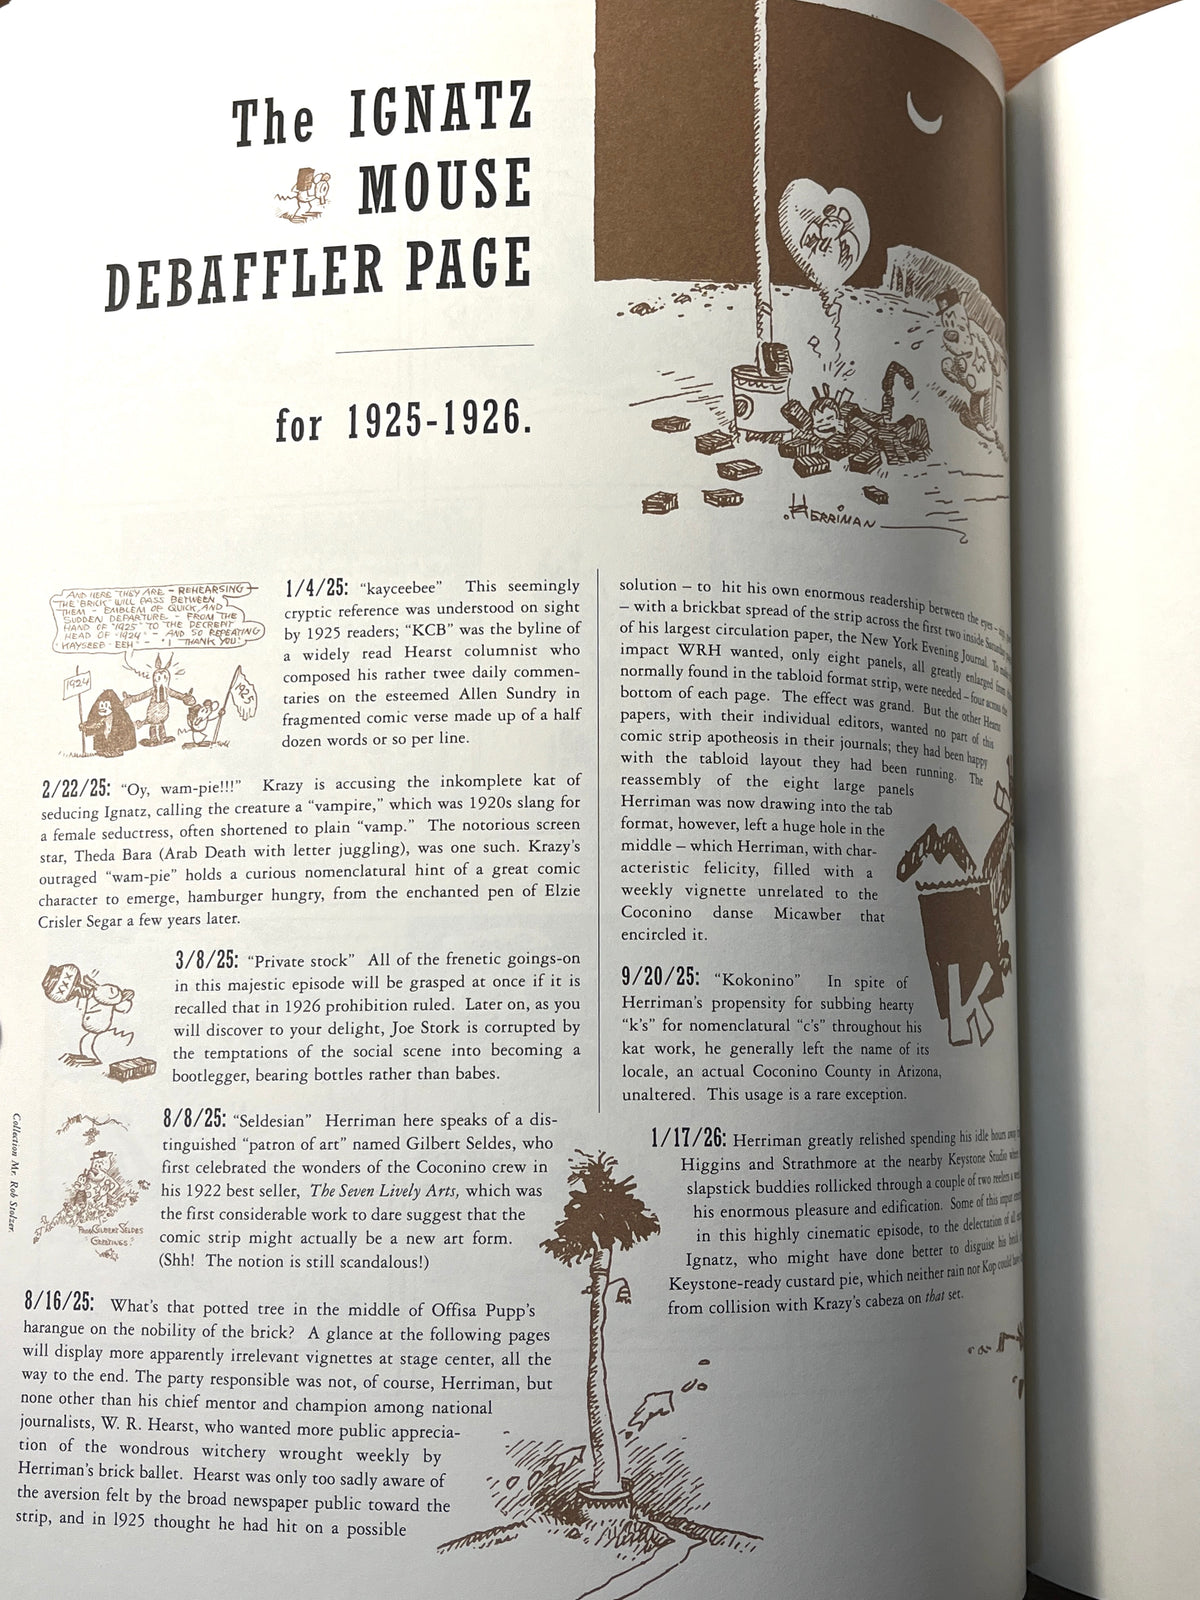 The IGNATZ
MOUSE
DEBAFFLER PAGE
for 1925-1926.
HERRIMAN
AND HERE THEY ARE - REHEARSING -
THE 'BRICK' WILL PASS BETWEEN
THEM - EMBLEM OF QUICK AND
SUDDEN DEPARTURE - FROM THE
HAND OF '1925' TO THE DECREPIT
HEAD OF '1924' - AND SO REPEATING
'KAYSEEB-EEH' - 'I THANK YOU'
1924
1925
1/4/25: "kayceebee" This seemingly
cryptic reference was understood on sight
by 1925 readers; "KCB" was the byline of
a widely read Hearst columnist who
composed his rather twee daily commen-
taries on the esteemed Allen Sundry in
fragmented comic verse made up of a half
dozen words or so per line.
2/22/25: "Oy, wam-pie!!!" Krazy is accusing the inkomplete kat of
seducing Ignatz, calling the creature a "vampire," which was 1920s slang for
a female seductress, often shortened to plain "vamp." The notorious screen
star, Theda Bara (Arab Death with letter juggling), was one such. Krazy's
outraged "wam-pie" holds a curious nomenclatural hint of a great comic
character to emerge, hamburger hungry, from the enchanted pen of Elzie
Crisler Segar a few years later.
XXX
3/8/25: "Private stock" All of the frenetic goings-on
in this majestic episode will be grasped at once if it is
recalled that in 1926 prohibition ruled. Later on, as you
will discover to your delight, Joe Stork is corrupted by
the temptations of the social scene into becoming a
bootlegger, bearing bottles rather than babes.
Collection Mr. Rob Stolzer.
FROM GILBERT SELDES
"GREETINGS."
8/8/25: "Seldesian" Herriman here speaks of a dis-
tinguished "patron of art" named Gilbert Seldes, who
first celebrated the wonders of the Coconino crew in
his 1922 best seller, The Seven Lively Arts, which was
the first considerable work to dare suggest that the
comic strip might actually be a new art form.
(Shh! The notion is still scandalous!)
8/16/25: What's that potted tree in the middle of Offisa Pupp's
harangue on the nobility of the brick? A glance at the following pages
will display more apparently irrelevant vignettes at stage center, all the
way to the end. The party responsible was not, of course, Herriman, but
none other than his chief mentor and champion among national
journalists, W. R. Hearst, who wanted more public apprecia-
tion of the wondrous witchery wrought weekly by
Herriman's brick ballet. Hearst was only too sadly aware of
the aversion felt by the broad newspaper public toward the
strip, and in 1925 thought he had hit on a possible
solution – to hit his own enormous readership between the eyes –
– with a brickbat spread of the strip across the first two inside Saturday
of his largest circulation paper, the New York Evening Journal. To make
impact WRH wanted, only eight panels, all greatly enlarged from
normally found in the tabloid format strip, were needed – four across the
bottom of each page. The effect was grand. But the other Hearst
papers, with their individual editors, wanted no part of this
comic strip apotheosis in their journals; they had been happy
with the tabloid layout they had been running. The
reassembly of the eight large panels
Herriman was now drawing into the tab
format, however, left a huge hole in the
middle – which Herriman, with char-
acteristic felicity, filled with a
weekly vignette unrelated to the
Coconino danse Micawber that
encircled it.
K
9/20/25: "Kokonino" In spite of
Herriman's propensity for subbing hearty
"k's" for nomenclatural "c's" throughout his
kat work, he generally left the name of its
locale, an actual Coconino County in Arizona,
unaltered. This usage is a rare exception.
1/17/26: Herriman greatly relished spending his idle hours away
Higgins and Strathmore at the nearby Keystone Studio
slapstick buddies rollicked through a couple of two reelers a
his enormous pleasure and edification. Some of this
in this highly cinematic episode, to the delectation of all
Ignatz, who might have done better to disguise his brick
Keystone-ready custard pie, which neither rain nor Kop could
from collision with Krazy's cabeza on that set.